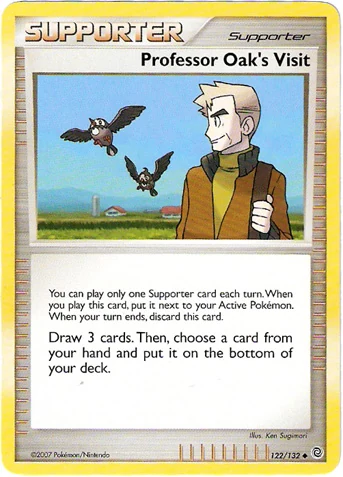 SUPPORTER
Supporter
Professor Oak's Visit
You can play only one Supporter card each turn. When
you play this card, put it next to your Active Pokémon.
When your turn ends, discard this card.
Draw 3 cards. Then, choose a card from
your hand and put it on the bottom of
your deck.
Illus. Ken Sugimori
©2007 Pokémon/Nintendo
122/132